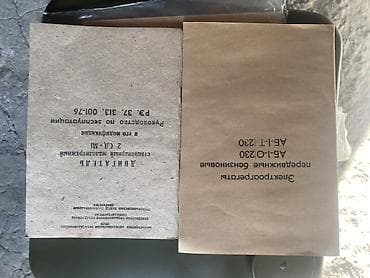 ДВИГАТЕЛЬ
СТАЦИОНАРНЫЙ МАЛОЛИТРАЖНЫЙ
2 СД - М1
и его модификации
Руководство по эксплуатации
РЭ. 37. 313. 001-76
Электроагрегаты
передвижные бензиновые
АБ-1-О/230
АБ-1-Т/230